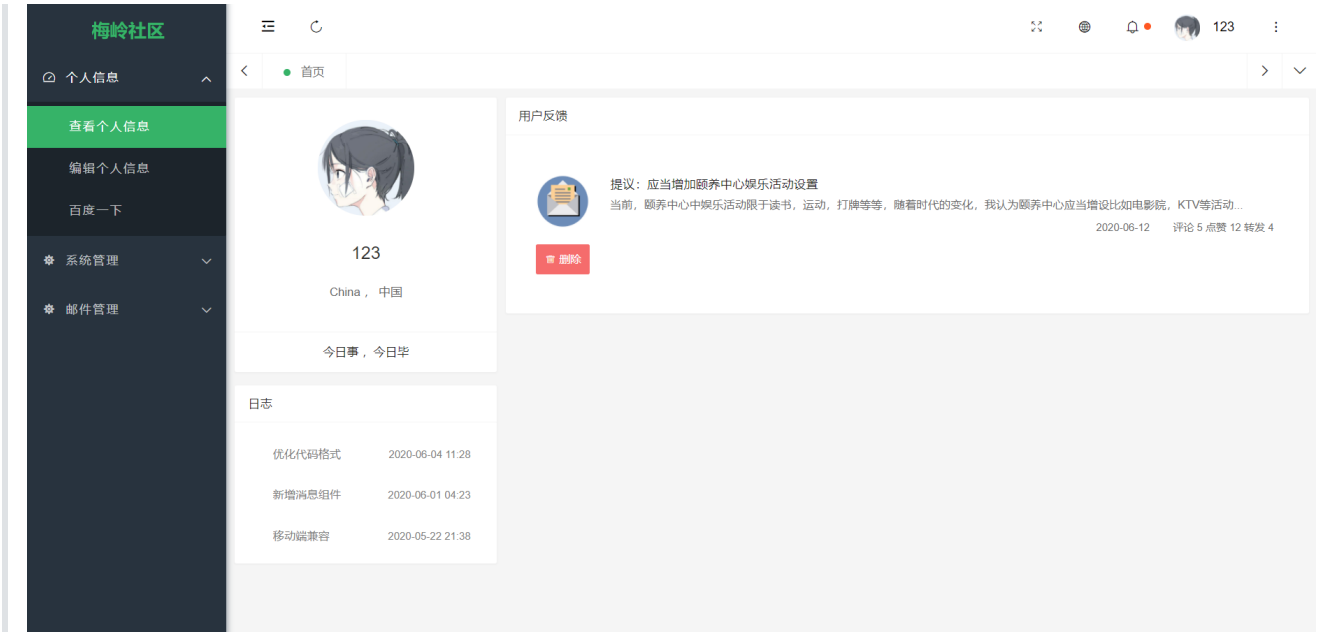 梅岭社区
个人信息
查看个人信息
编辑个人信息
百度一下
系统管理
邮件管理
123
首页
123
China ， 中国
今日事 ，今日毕
日志
优化代码格式 2020-06-04 11:28
新增消息组件 2020-06-01 04:23
移动端兼容 2020-05-22 21:38
用户反馈
提议：应当增加颐养中心娱乐活动设置
当前，颐养中心中娱乐活动限于读书，运动，打牌等等，随着时代的变化，我认为颐养中心应当增设比如电影院，KTV等活动...
2020-06-12 评论 5 点赞 12 转发 4
删除